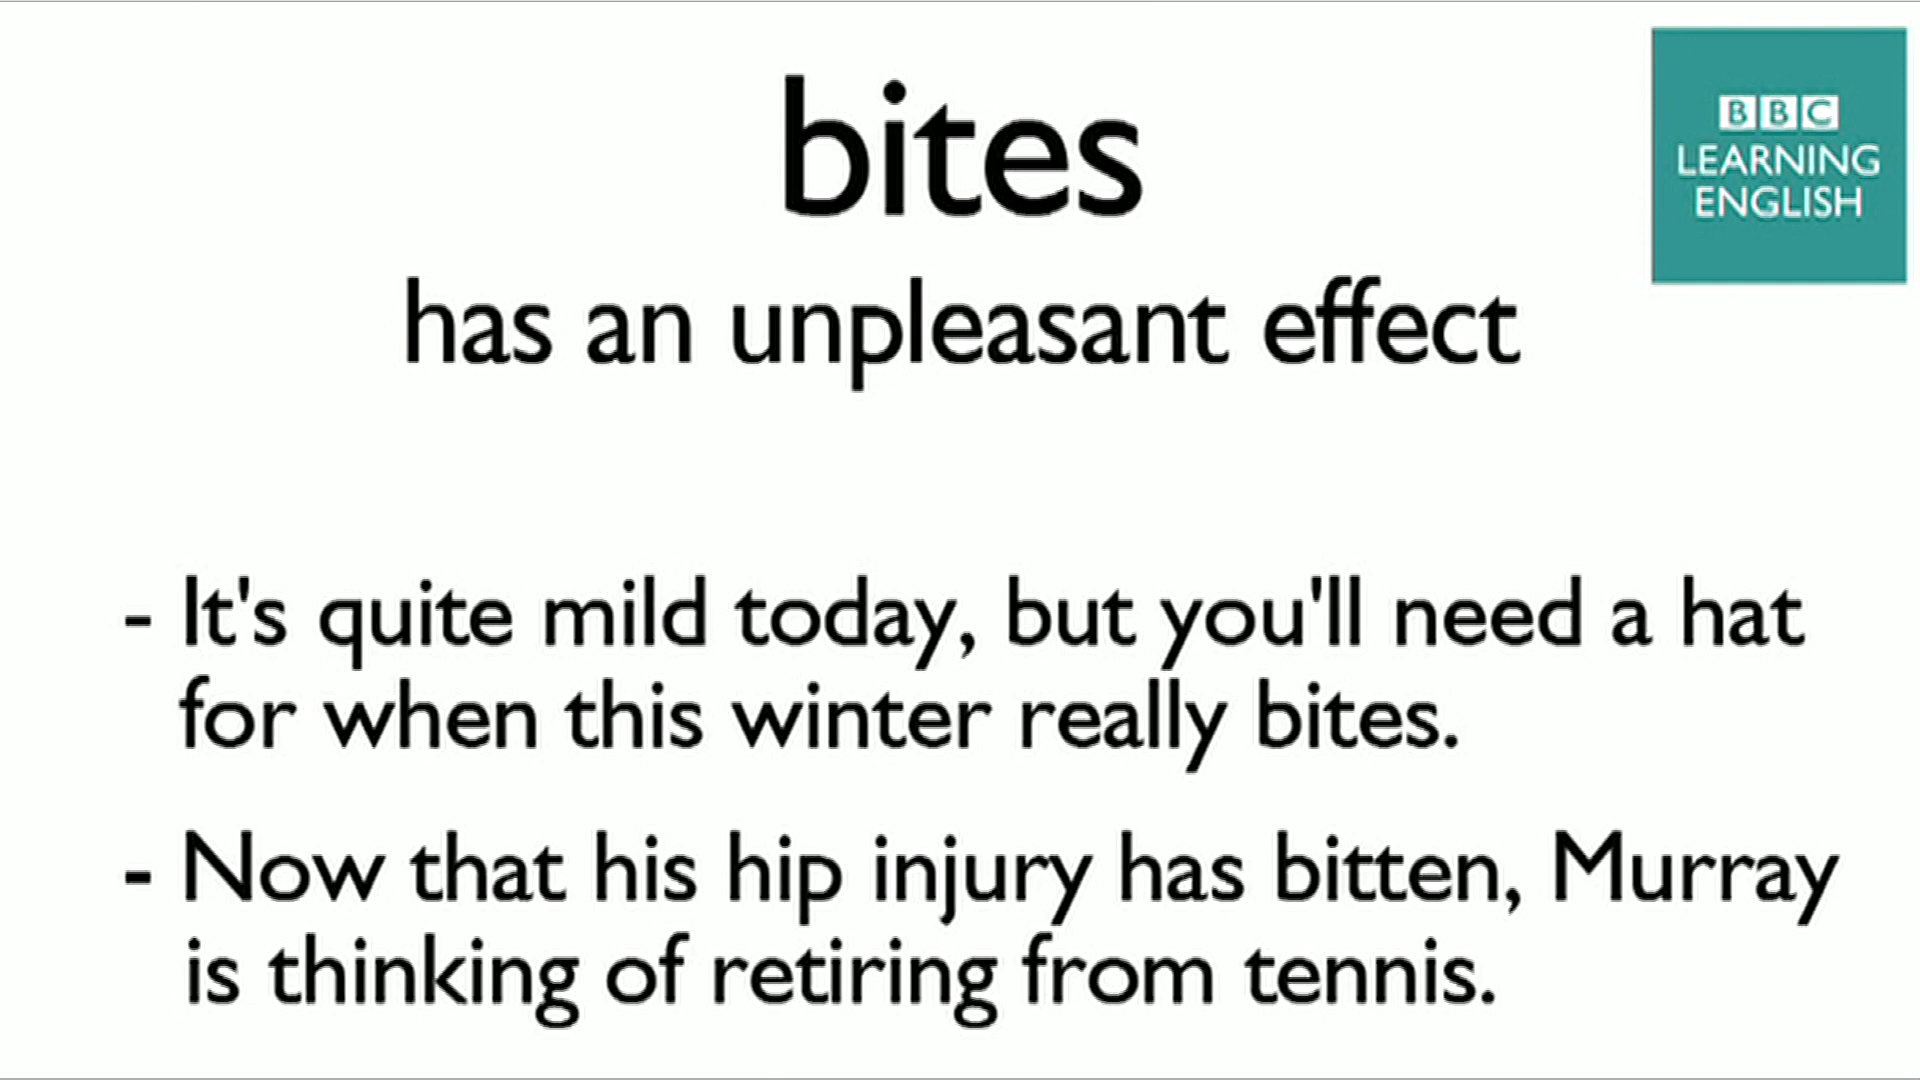 bites
BBC
LEARNING
ENGLISH
has an unpleasant effect
- It's quite mild today, but you'll need a hat
for when this winter really bites.
- Now that his hip injury has bitten, Murray
is thinking of retiring from tennis.